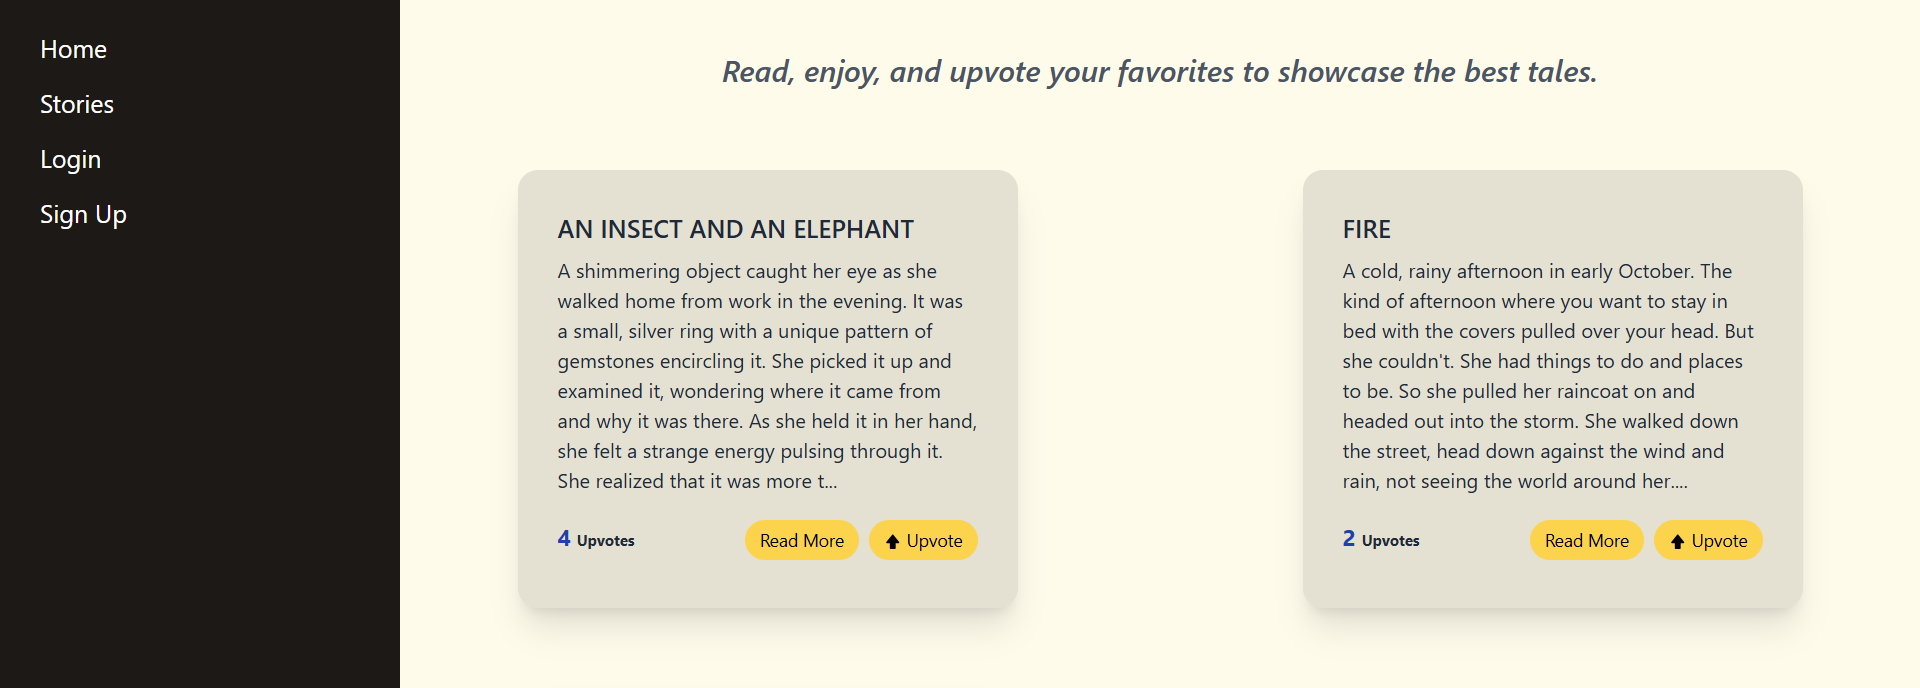 Home
Stories
Login
Sign Up
Read, enjoy, and upvote your favorites to showcase the best tales.
AN INSECT AND AN ELEPHANT
A shimmering object caught her eye as she
walked home from work in the evening. It was
a small, silver ring with a unique pattern of
gemstones encircling it. She picked it up and
examined it, wondering where it came from
and why it was there. As she held it in her hand,
she felt a strange energy pulsing through it.
She realized that it was more t...
4 Upvotes
Read More
Upvote
FIRE
A cold, rainy afternoon in early October. The
kind of afternoon where you want to stay in
bed with the covers pulled over your head. But
she couldn't. She had things to do and places
to be. So she pulled her raincoat on and
headed out into the storm. She walked down
the street, head down against the wind and
rain, not seeing the world around her....
2 Upvotes
Read More
Upvote